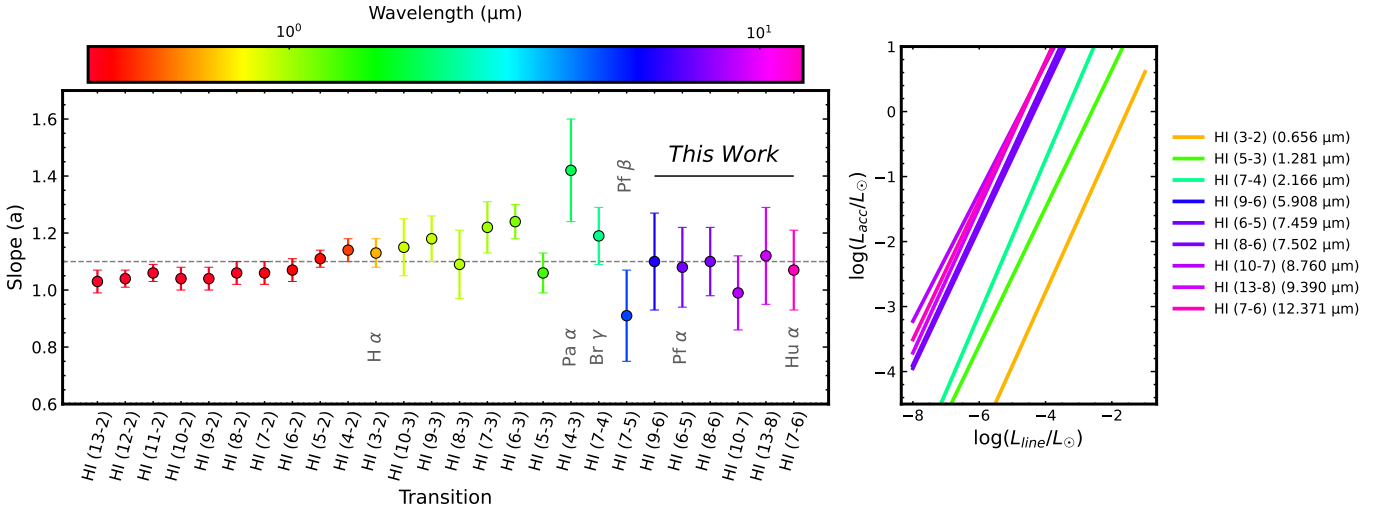 Wavelength (μm)
10⁰
10¹
Slope (a)
1.6
1.4
1.2
1.0
0.8
0.6
This Work
H α
Pa α
Br γ
Pf β
Pf α
Hu α
HI (13-2)
HI (12-2)
HI (11-2)
HI (10-2)
HI (9-2)
HI (8-2)
HI (7-2)
HI (6-2)
HI (5-2)
HI (4-2)
HI (3-2)
HI (10-3)
HI (9-3)
HI (8-3)
HI (7-3)
HI (6-3)
HI (5-3)
HI (4-3)
HI (7-4)
HI (7-5)
HI (9-6)
HI (6-5)
HI (8-6)
HI (10-7)
HI (13-8)
HI (7-6)
Transition
log(L_acc/L_☉)
1
0
−1
−2
−3
−4
−8
−6
−4
−2
log(L_line/L_☉)
HI (3-2) (0.656 μm)
HI (5-3) (1.281 μm)
HI (7-4) (2.166 μm)
HI (9-6) (5.908 μm)
HI (6-5) (7.459 μm)
HI (8-6) (7.502 μm)
HI (10-7) (8.760 μm)
HI (13-8) (9.390 μm)
HI (7-6) (12.371 μm)